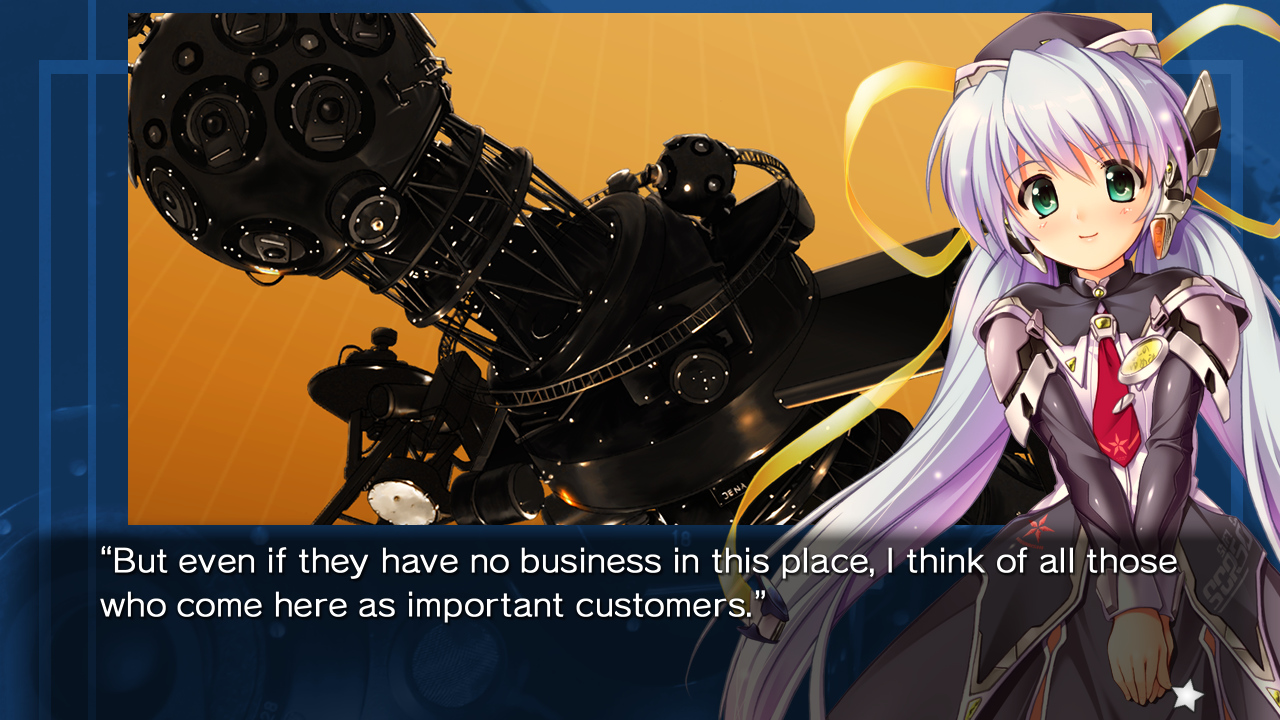 JENA
“But even if they have no business in this place, I think of all those
who come here as important customers.”